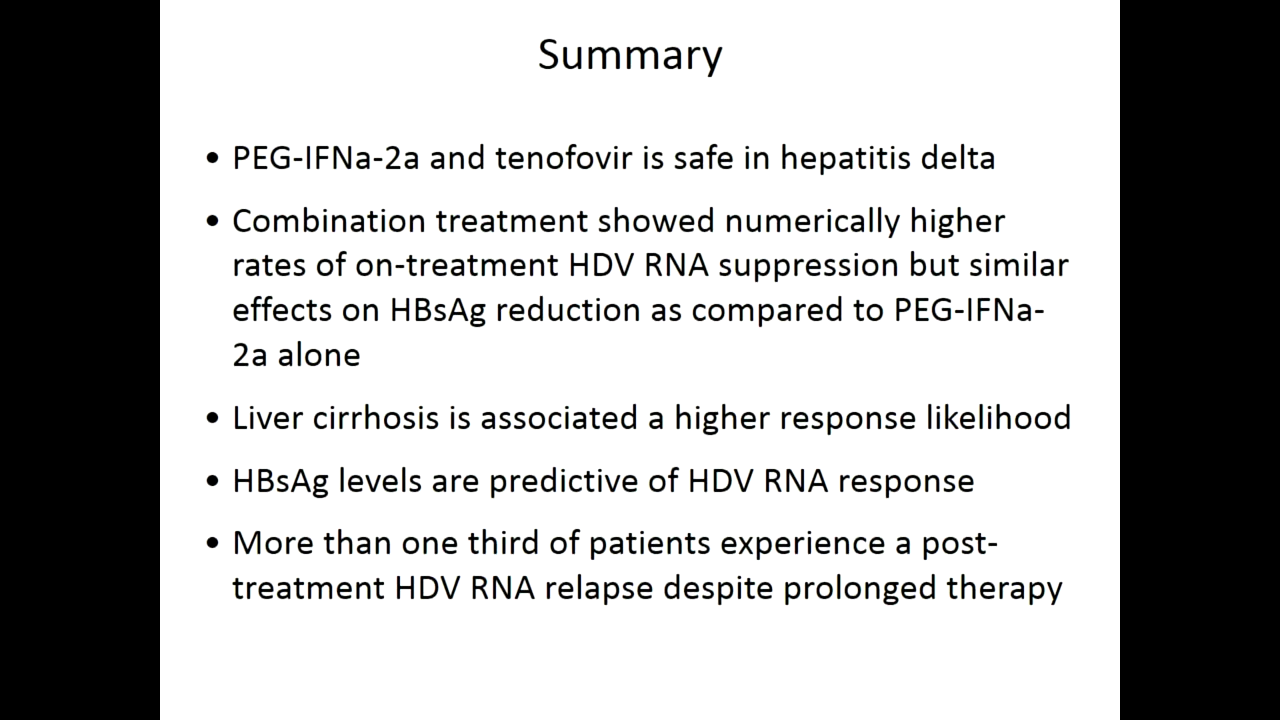 Summary
• PEG-IFNa-2a and tenofovir is safe in hepatitis delta
• Combination treatment showed numerically higher
rates of on-treatment HDV RNA suppression but similar
effects on HBsAg reduction as compared to PEG-IFNa-
2a alone
• Liver cirrhosis is associated a higher response likelihood
• HBsAg levels are predictive of HDV RNA response
• More than one third of patients experience a post-
treatment HDV RNA relapse despite prolonged therapy